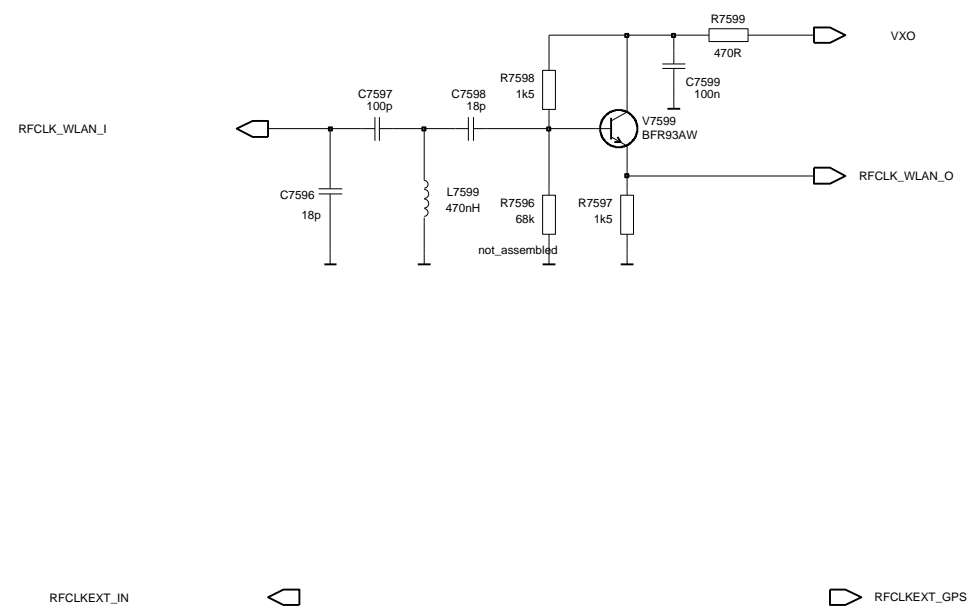 R7599
VXO
470R
R7598
1k5
C7599
100n
C7597
100p
C7598
18p
RFCLK_WLAN_I
V7599
BFR93AW
RFCLK_WLAN_O
C7596
18p
L7599
470nH
R7596
68k
R7597
1k5
not_assembled
RFCLKEXT_IN
RFCLKEXT_GPS